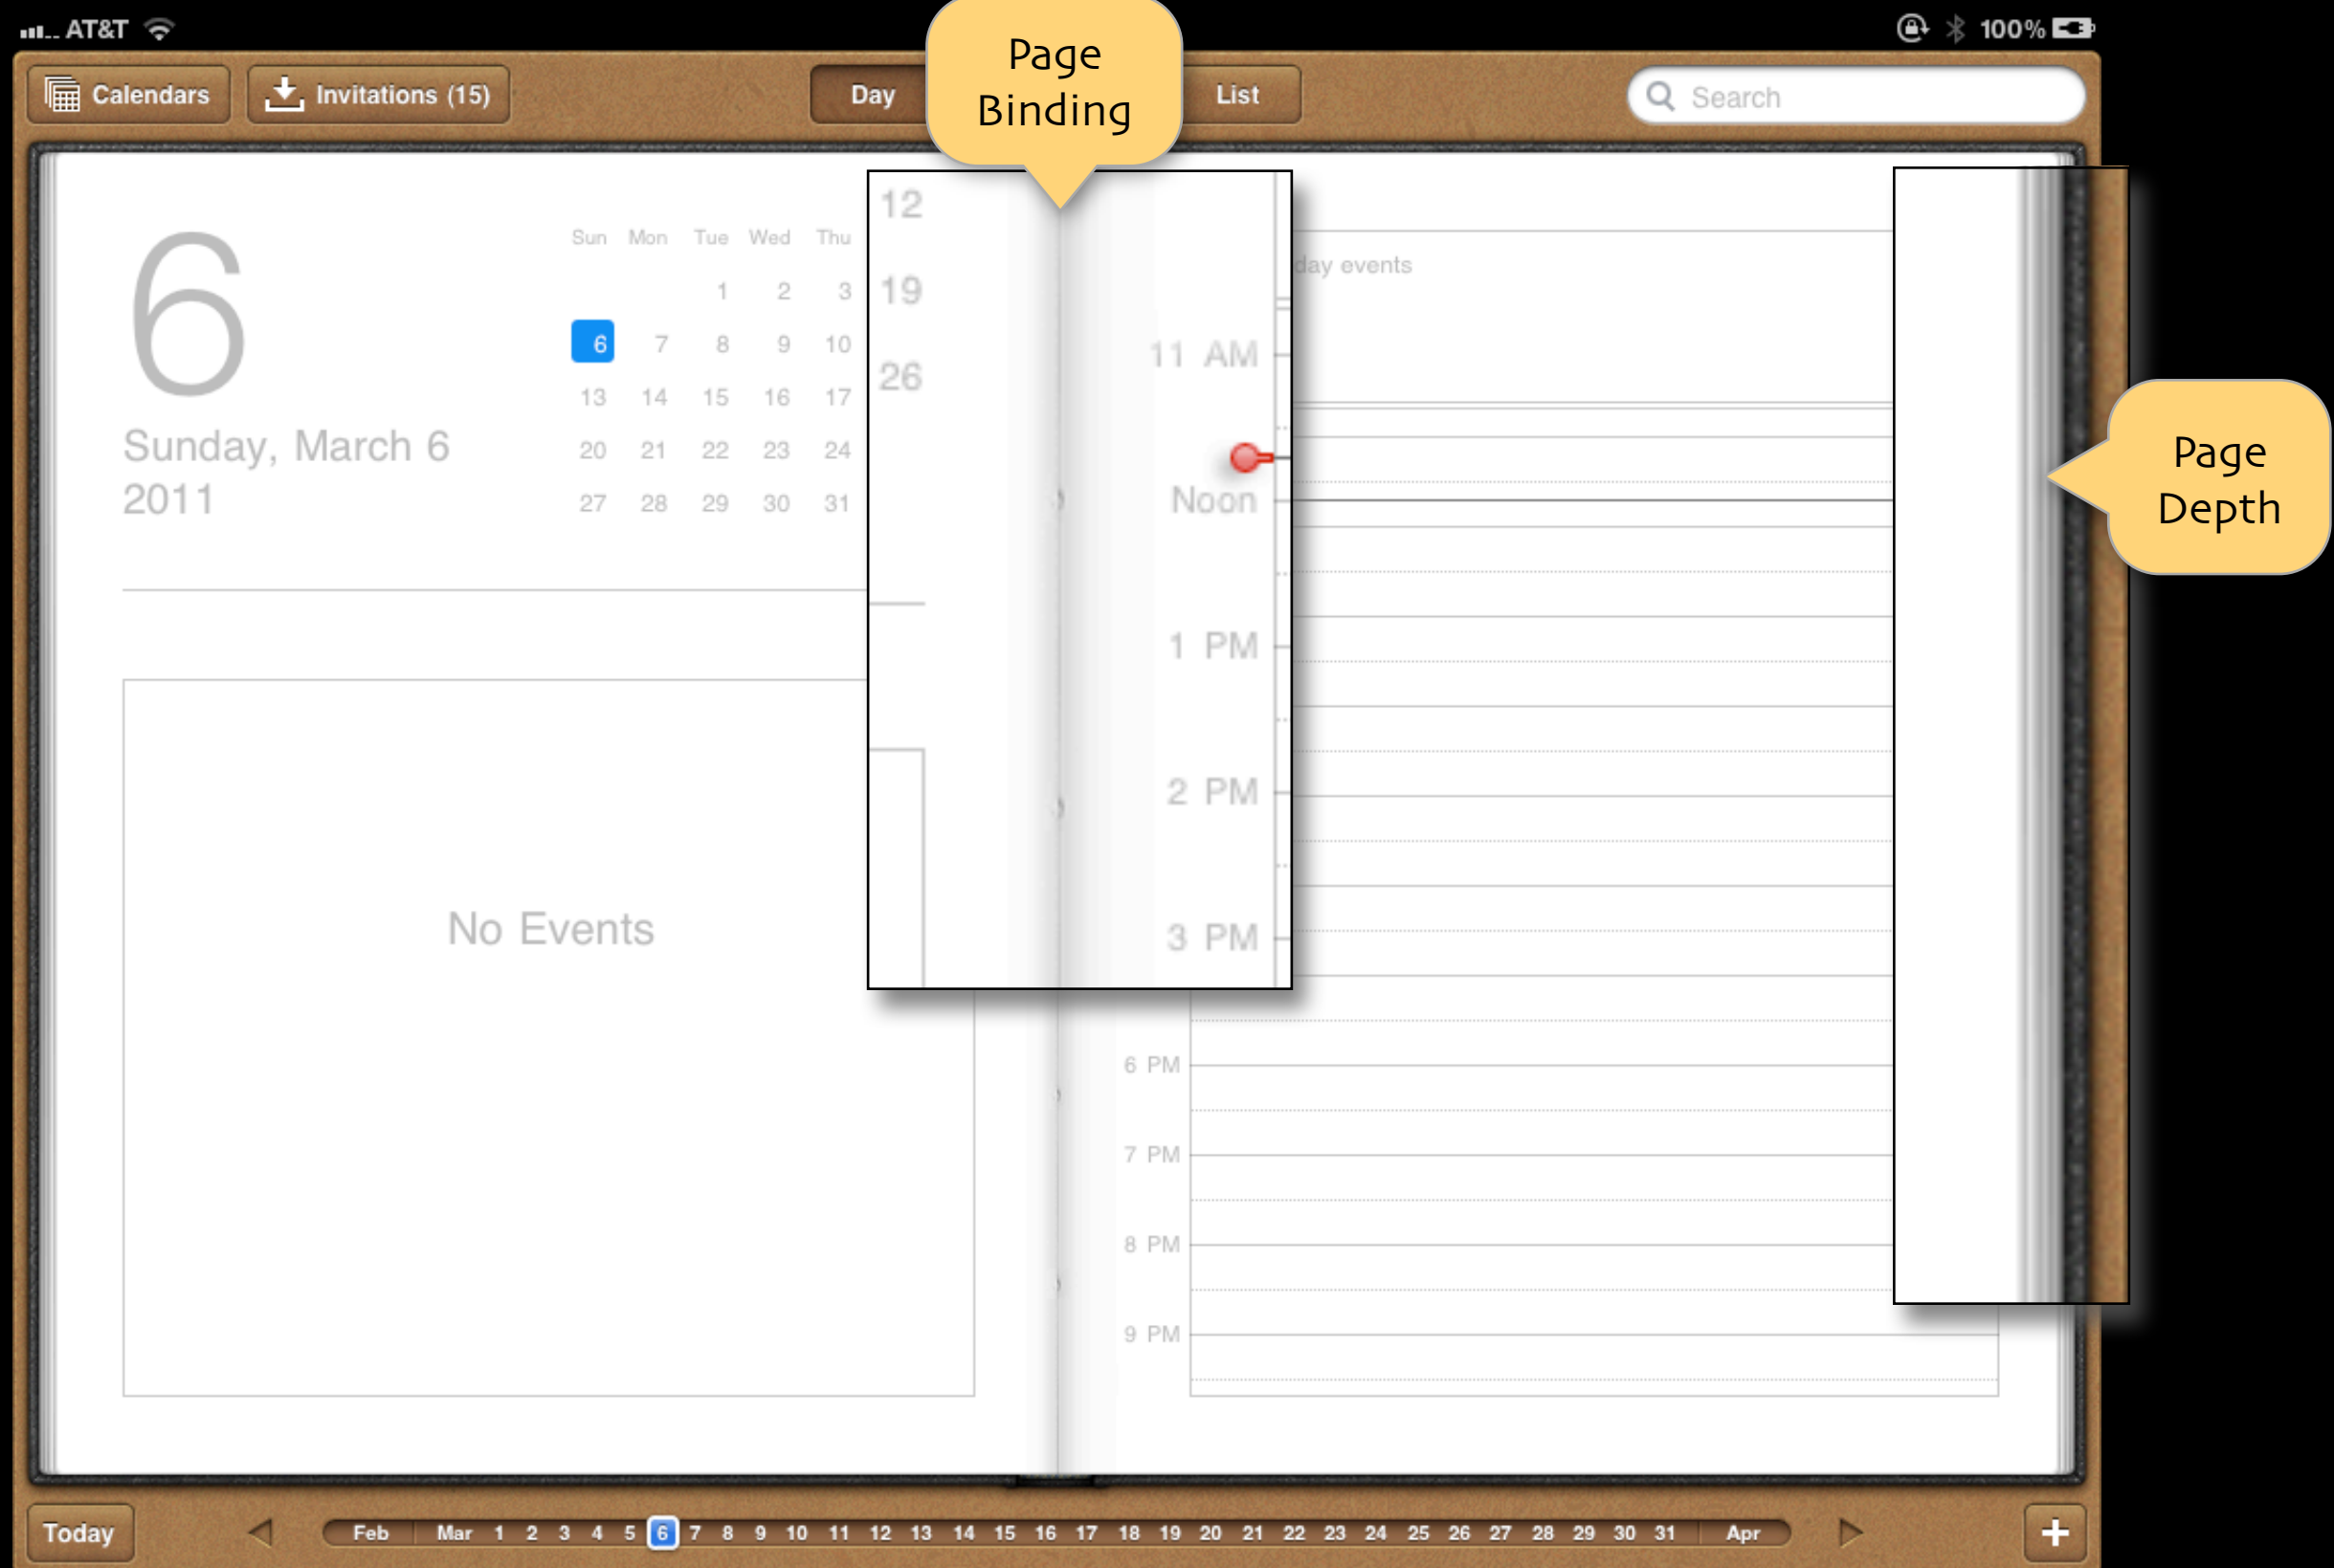 AT&T
100%
Calendars
Invitations (15)
Day
Page
Binding
List
Search
6
Sunday, March 6
2011
Sun Mon Tue Wed Thu
1 2 3
6 7 8 9 10
13 14 15 16 17
20 21 22 23 24
27 28 29 30 31
No Events
12
19
26
11 AM
Noon
1 PM
2 PM
3 PM
day events
6 PM
7 PM
8 PM
9 PM
Page
Depth
Today
Feb Mar 1 2 3 4 5 6 7 8 9 10 11 12 13 14 15 16 17 18 19 20 21 22 23 24 25 26 27 28 29 30 31 Apr
+